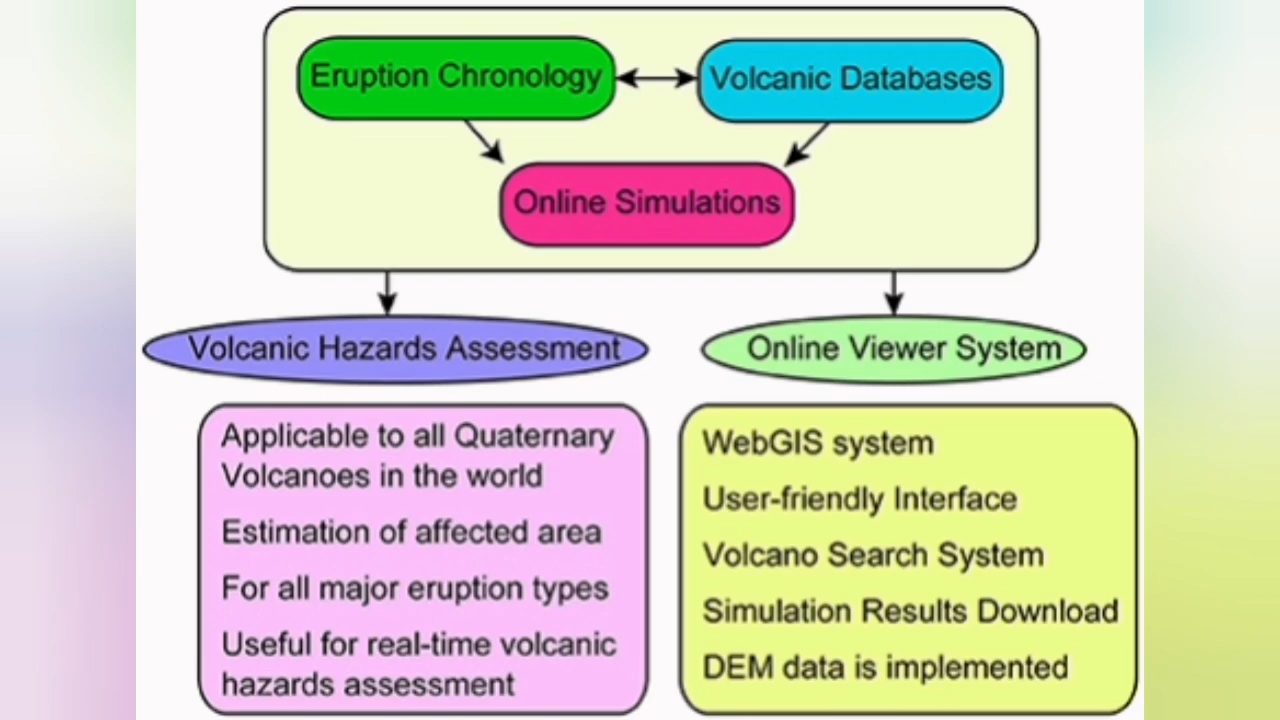 Eruption Chronology
Volcanic Databases
Online Simulations
Volcanic Hazards Assessment
Online Viewer System
Applicable to all Quaternary
Volcanoes in the world
Estimation of affected area
For all major eruption types
Useful for real-time volcanic
hazards assessment
WebGIS system
User-friendly Interface
Volcano Search System
Simulation Results Download
DEM data is implemented